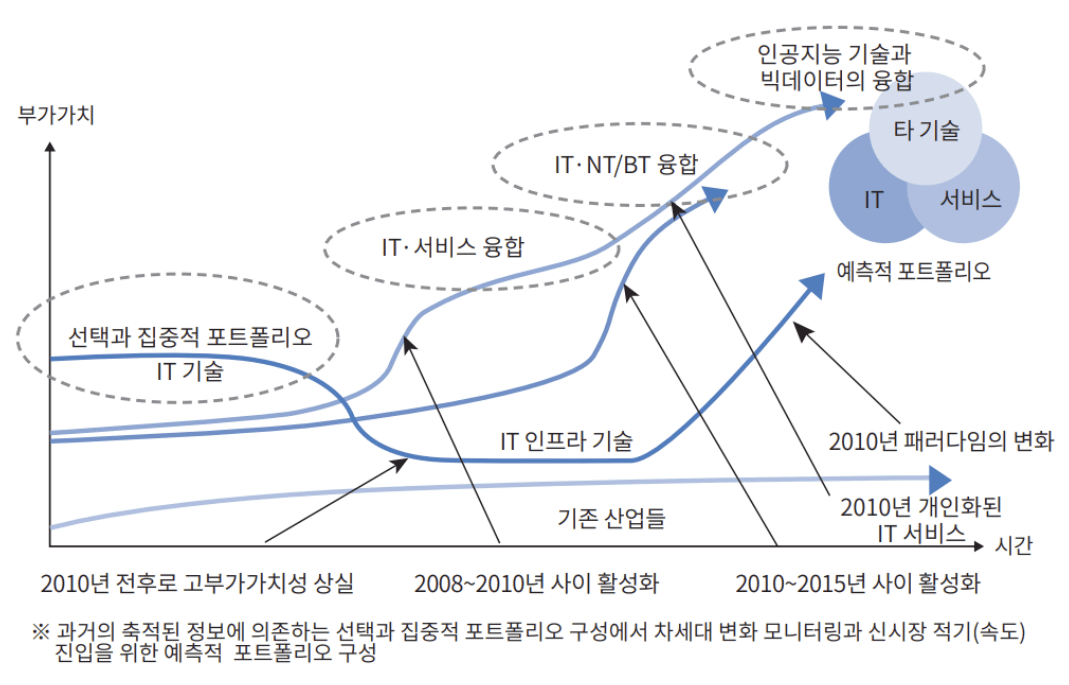 인공지능 기술과
빅데이터의 융합
부가가치
타 기술
IT·NT/BT 융합
IT
서비스
IT·서비스 융합
예측적 포트폴리오
선택과 집중적 포트폴리오
IT 기술
IT 인프라 기술
2010년 패러다임의 변화
기존 산업들
2010년 개인화된
IT 서비스
시간
2010년 전후로 고부가가치성 상실
2008~2010년 사이 활성화
2010~2015년 사이 활성화
※ 과거의 축적된 정보에 의존하는 선택과 집중적 포트폴리오 구성에서 차세대 변화 모니터링과 신시장 적기(속도)
진입을 위한 예측적 포트폴리오 구성